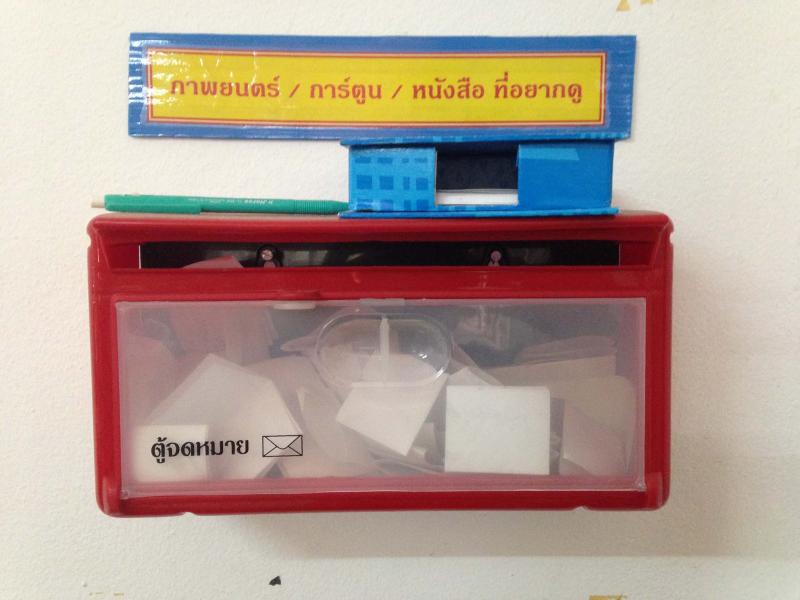 ภาพยนตร์ / การ์ตูน / หนังสือ ที่อยากดู
ตู้จดหมาย